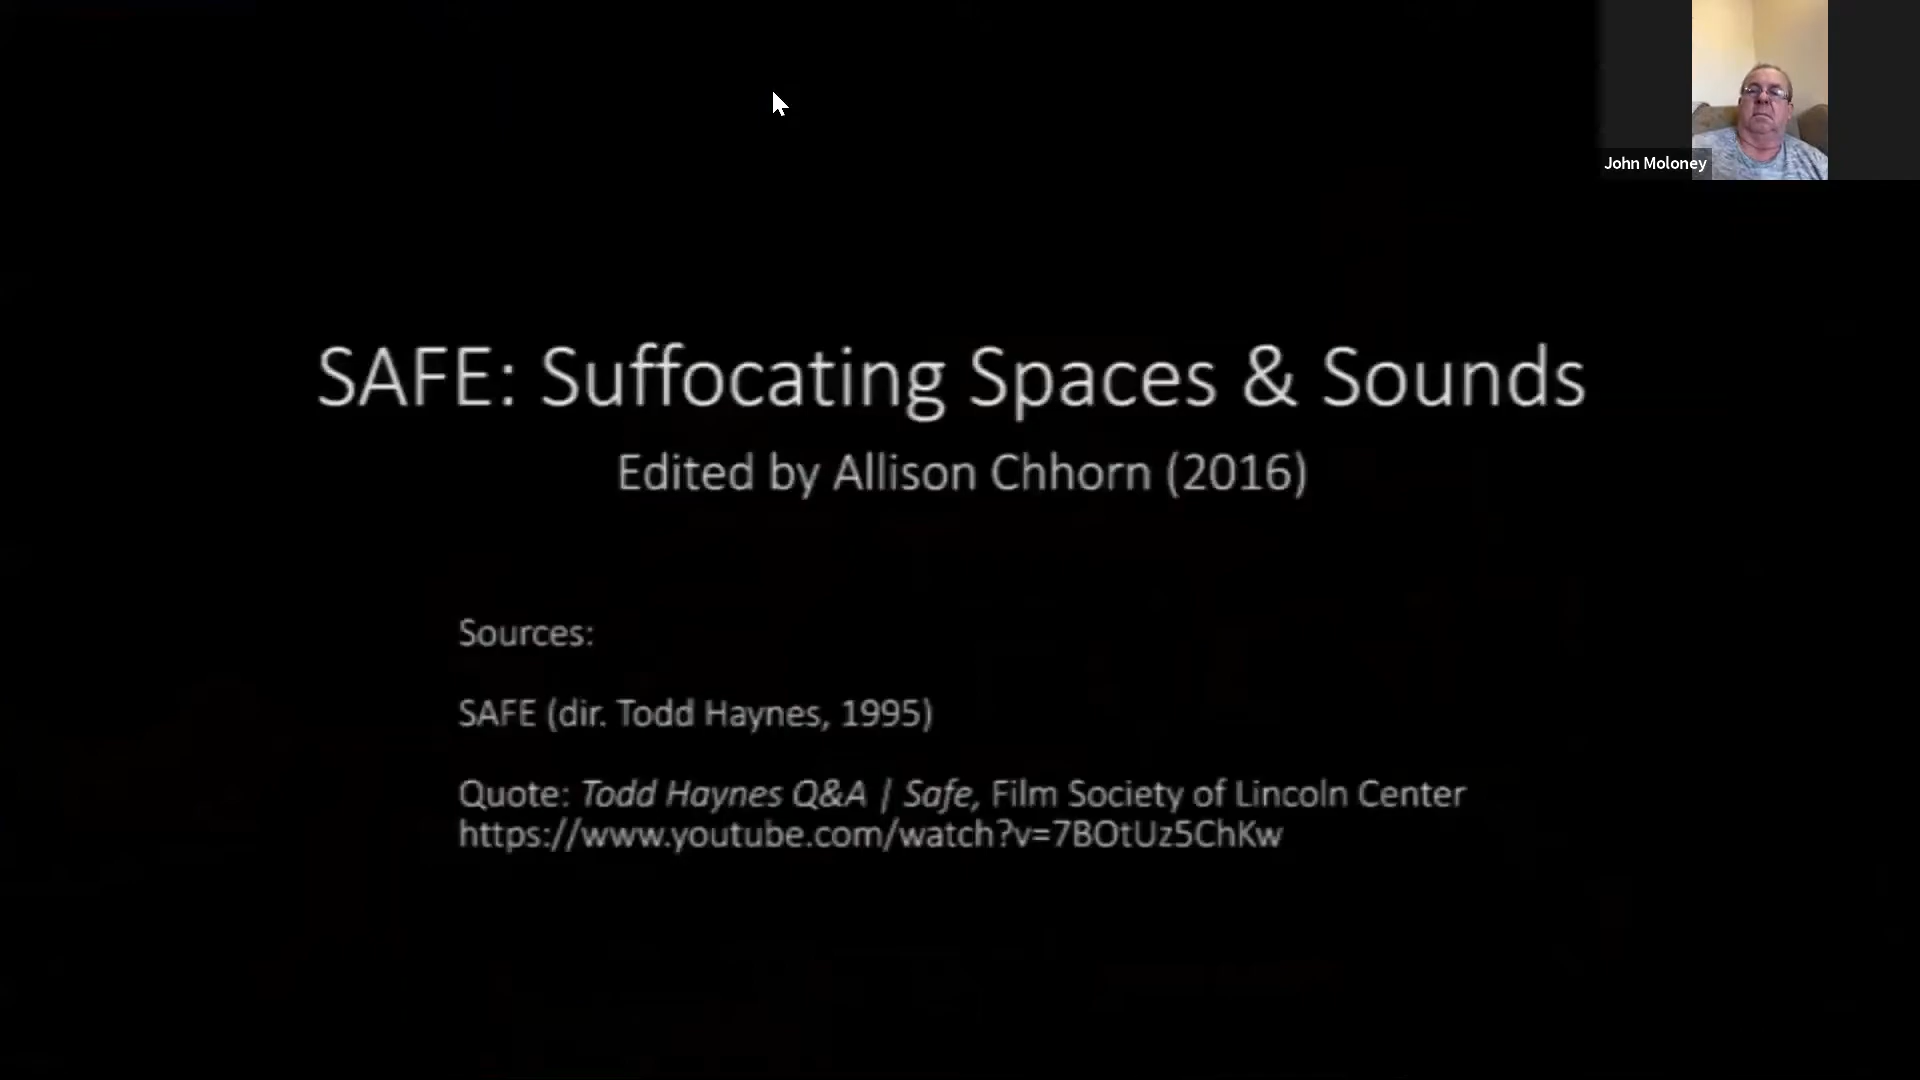 John Moloney
SAFE: Suffocating Spaces & Sounds
Edited by Allison Chhorn (2016)
Sources:
SAFE (dir. Todd Haynes, 1995)
Quote: Todd Haynes Q&A | Safe, Film Society of Lincoln Center
https://www.youtube.com/watch?v=7BOtUz5ChKw